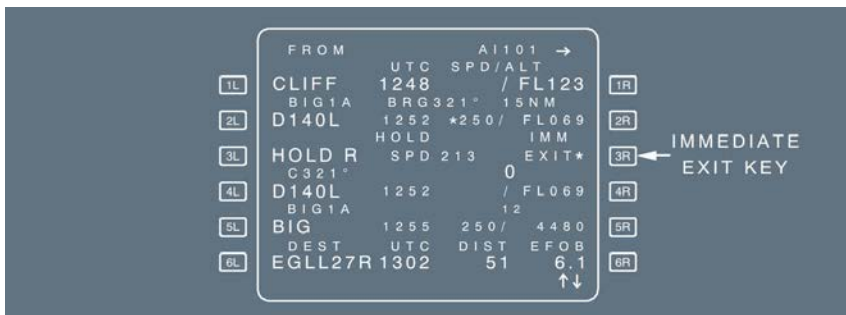 FROM AI101 →
UTC SPD/ALT
1L CLIFF 1248 / FL123 1R
BIG1A BRG321° 15NM
2L D140L 1252 *250/ FL069 2R
HOLD IMM
3L HOLD R SPD 213 EXIT* 3R IMMEDIATE EXIT KEY
C321° 0
4L D140L 1252 / FL069 4R
BIG1A 12
5L BIG 1255 250/ 4480 5R
DEST UTC DIST EFOB
6L EGLL27R 1302 51 6.1 6R
↑↓